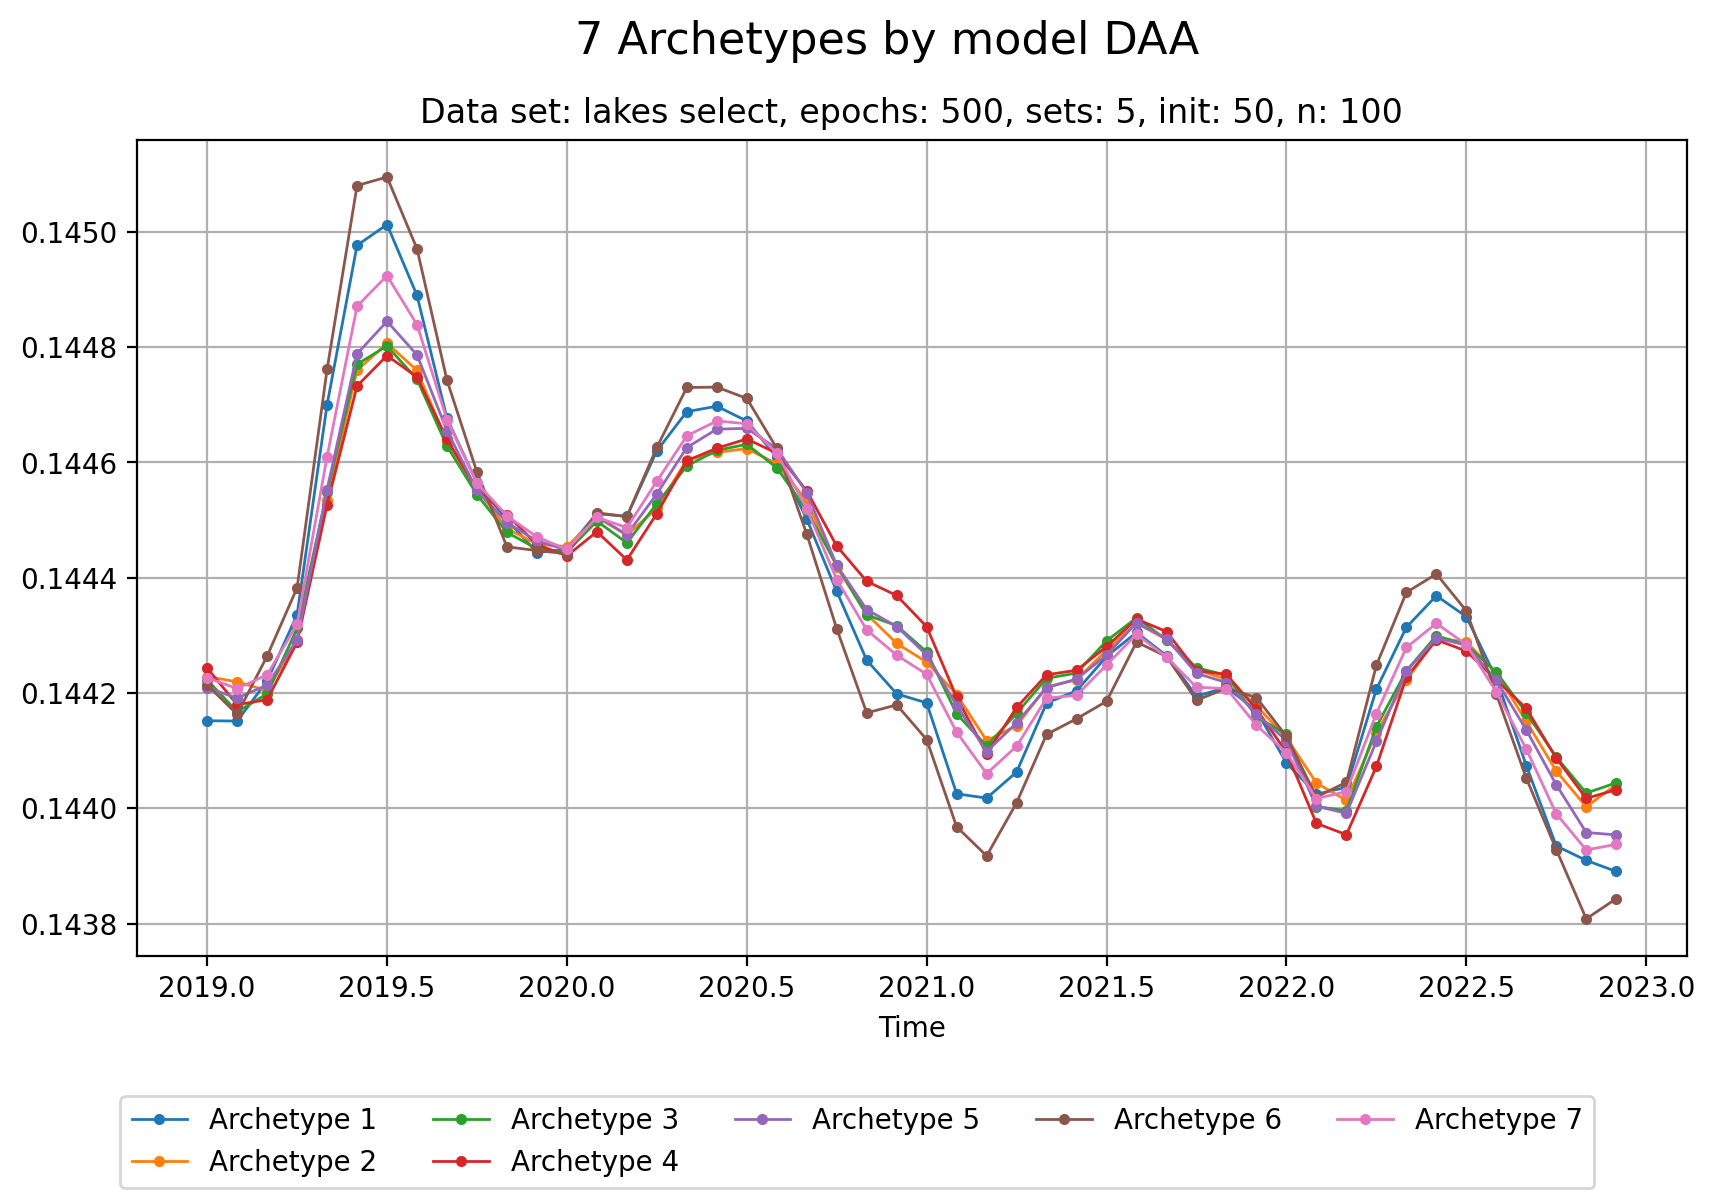 7 Archetypes by model DAA
Data set: lakes select, epochs: 500, sets: 5, init: 50, n: 100
0.1450
0.1448
0.1446
0.1444
0.1442
0.1440
0.1438
2019.0 2019.5 2020.0 2020.5 2021.0 2021.5 2022.0 2022.5 2023.0
Time
Archetype 1 Archetype 3 Archetype 5 Archetype 6 Archetype 7
Archetype 2 Archetype 4